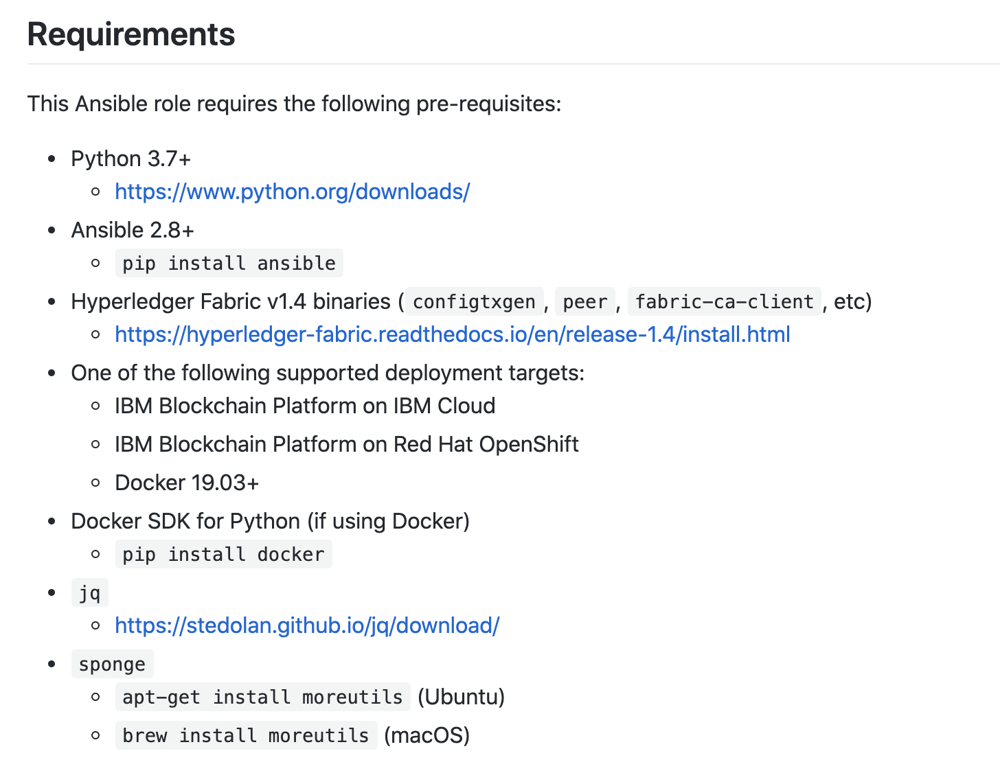 Requirements
This Ansible role requires the following pre-requisites:
Python 3.7+
https://www.python.org/downloads/
Ansible 2.8+
pip install ansible
Hyperledger Fabric v1.4 binaries ( configtxgen , peer , fabric-ca-client , etc)
https://hyperledger-fabric.readthedocs.io/en/release-1.4/install.html
One of the following supported deployment targets:
IBM Blockchain Platform on IBM Cloud
IBM Blockchain Platform on Red Hat OpenShift
Docker 19.03+
Docker SDK for Python (if using Docker)
pip install docker
jq
https://stedolan.github.io/jq/download/
sponge
apt-get install moreutils (Ubuntu)
brew install moreutils (macOS)